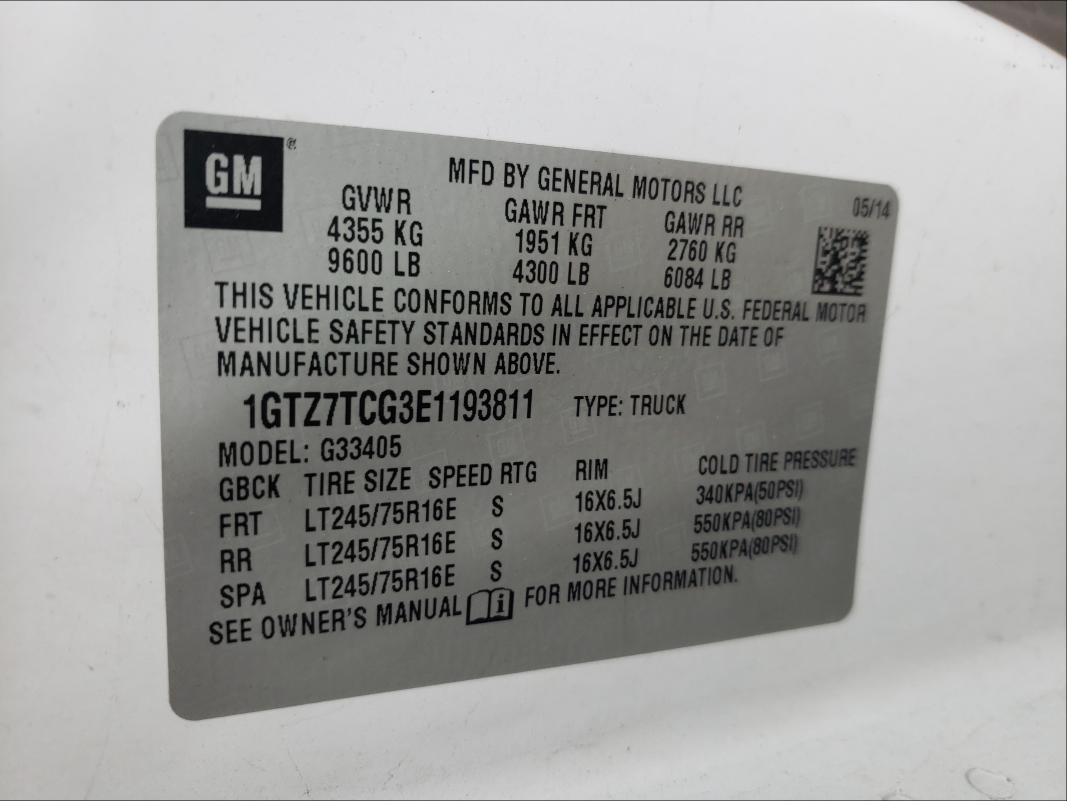 GM®
MFD BY GENERAL MOTORS LLC
05/14
GVWR GAWR FRT GAWR RR
4355 KG 1951 KG 2760 KG
9600 LB 4300 LB 6084 LB
THIS VEHICLE CONFORMS TO ALL APPLICABLE U.S. FEDERAL MOTOR
VEHICLE SAFETY STANDARDS IN EFFECT ON THE DATE OF
MANUFACTURE SHOWN ABOVE.
1GTZ7TCG3E1193811 TYPE: TRUCK
MODEL: G33405
GBCK TIRE SIZE SPEED RTG RIM COLD TIRE PRESSURE
FRT LT245/75R16E S 16X6.5J 340KPA(50PSI)
RR LT245/75R16E S 16X6.5J 550KPA(80PSI)
SPA LT245/75R16E S 16X6.5J 550KPA(80PSI)
SEE OWNER'S MANUAL i FOR MORE INFORMATION.